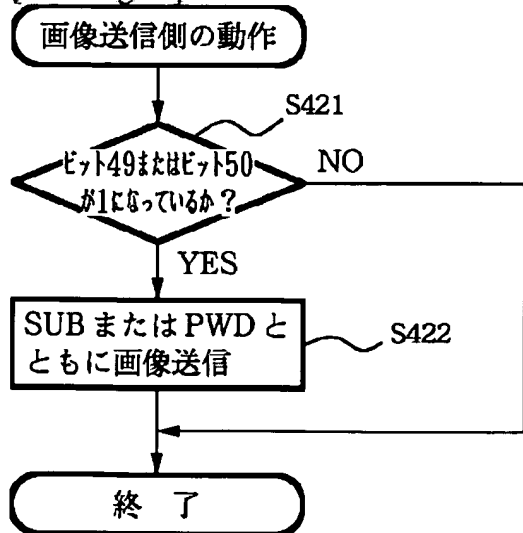 画像送信側の動作
S421
ビット49またはビット50
が1になっているか？
NO
YES
SUBまたはPWDと
ともに画像送信
S422
終 了